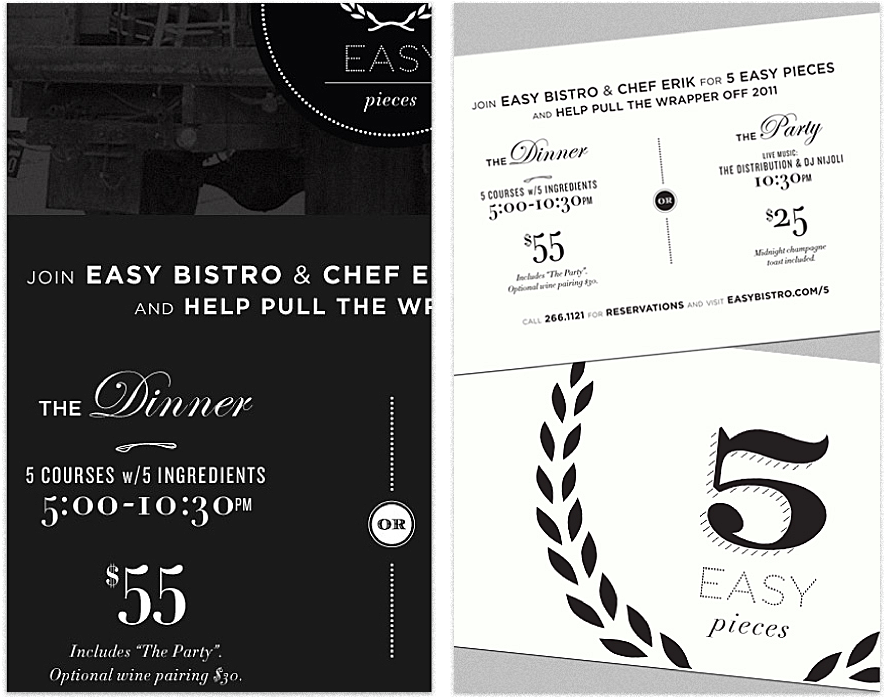 EASY
pieces
JOIN EASY BISTRO & CHEF E
AND HELP PULL THE WR
THE Dinner
5 COURSES w/5 INGREDIENTS
5:00-10:30PM
$55
Includes "The Party".
Optional wine pairing $30.
OR
JOIN EASY BISTRO & CHEF ERIK FOR 5 EASY PIECES
AND HELP PULL THE WRAPPER OFF 2011
THE Dinner
5 COURSES w/5 INGREDIENTS
5:00-10:30PM
$55
Includes "The Party".
Optional wine pairing $30.
OR
THE Party
LIVE MUSIC:
THE DISTRIBUTION & DJ NIJOLI
10:30PM
$25
Midnight champagne
toast included.
CALL 266.1121 FOR RESERVATIONS AND VISIT EASYBISTRO.COM/5
5
EASY
pieces